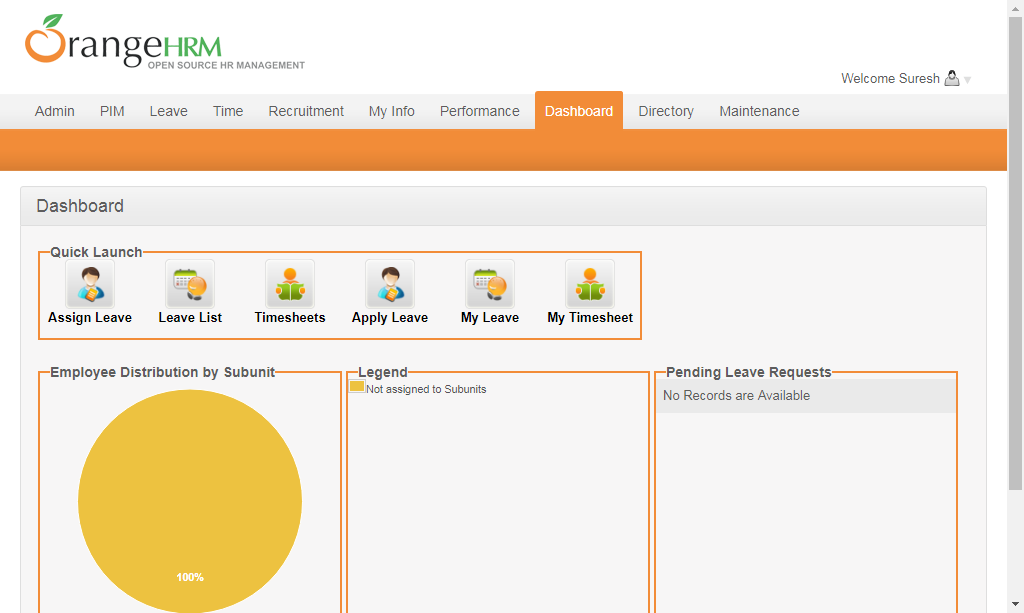 OrangeHRM
OPEN SOURCE HR MANAGEMENT
Welcome Suresh
Admin PIM Leave Time Recruitment My Info Performance Dashboard Directory Maintenance
Dashboard
Quick Launch
Assign Leave Leave List Timesheets Apply Leave My Leave My Timesheet
Employee Distribution by Subunit Legend Pending Leave Requests
Not assigned to Subunits
No Records are Available
100%